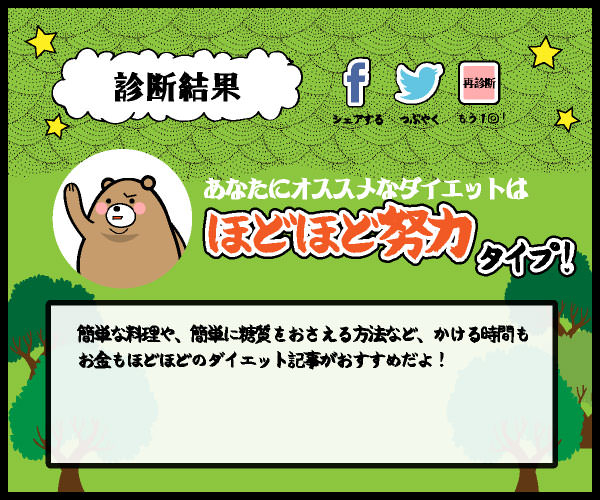 診断結果
再診断
シェアする
つぶやく
もう1回!
あなたにオススメなダイエットは
ほどほど努力
タイプ!
簡単な料理や、簡単に糖質をおさえる方法など、かける時間も
お金もほどほどのダイエット記事がおすすめだよ!